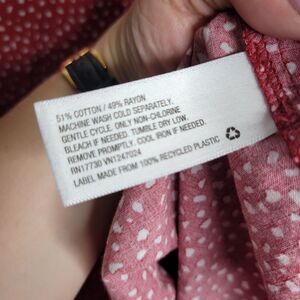 51% COTTON / 49% RAYON
MACHINE WASH COLD SEPARATELY.
GENTLE CYCLE. ONLY NON-CHLORINE
BLEACH IF NEEDED. TUMBLE DRY LOW.
REMOVE PROMPTLY. COOL IRON IF NEEDED.
RN17730 VN1247024
LABEL MADE FROM 100% RECYCLED PLASTIC